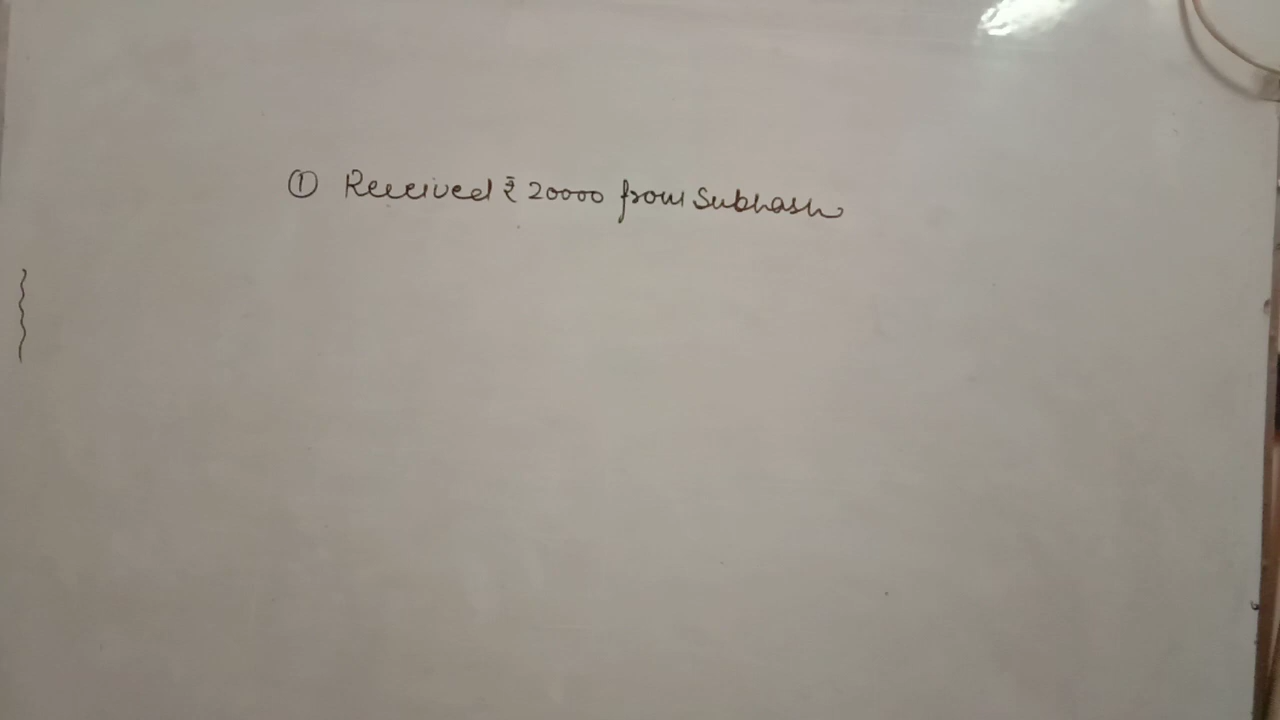 ① Received ₹ 20000 from Subhash